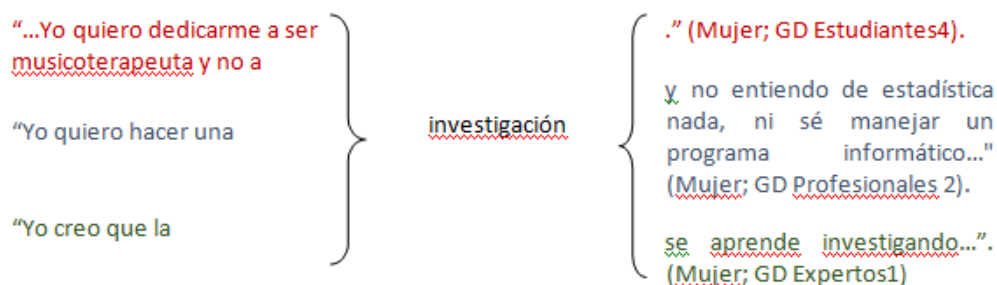 “...Yo quiero dedicarme a ser
musicoterapeuta y no a
“Yo quiero hacer una
“Yo creo que la
investigación
.” (Mujer; GD Estudiantes4).
y no entiendo de estadística
nada, ni sé manejar un
programa informático..."
(Mujer; GD Profesionales 2).
se aprende investigando...”.
(Mujer; GD Expertos1)